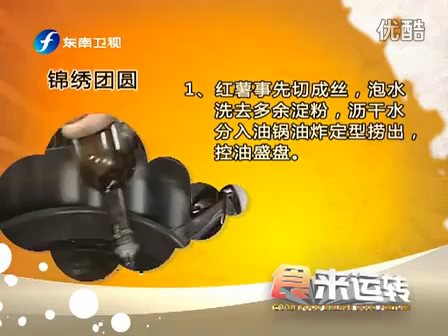 东南卫视
优酷
锦绣团圆
1、红薯事先切成丝，泡水
洗去多余淀粉，沥干水
分入油锅油炸定型捞出，
控油盛盘。
食来运转